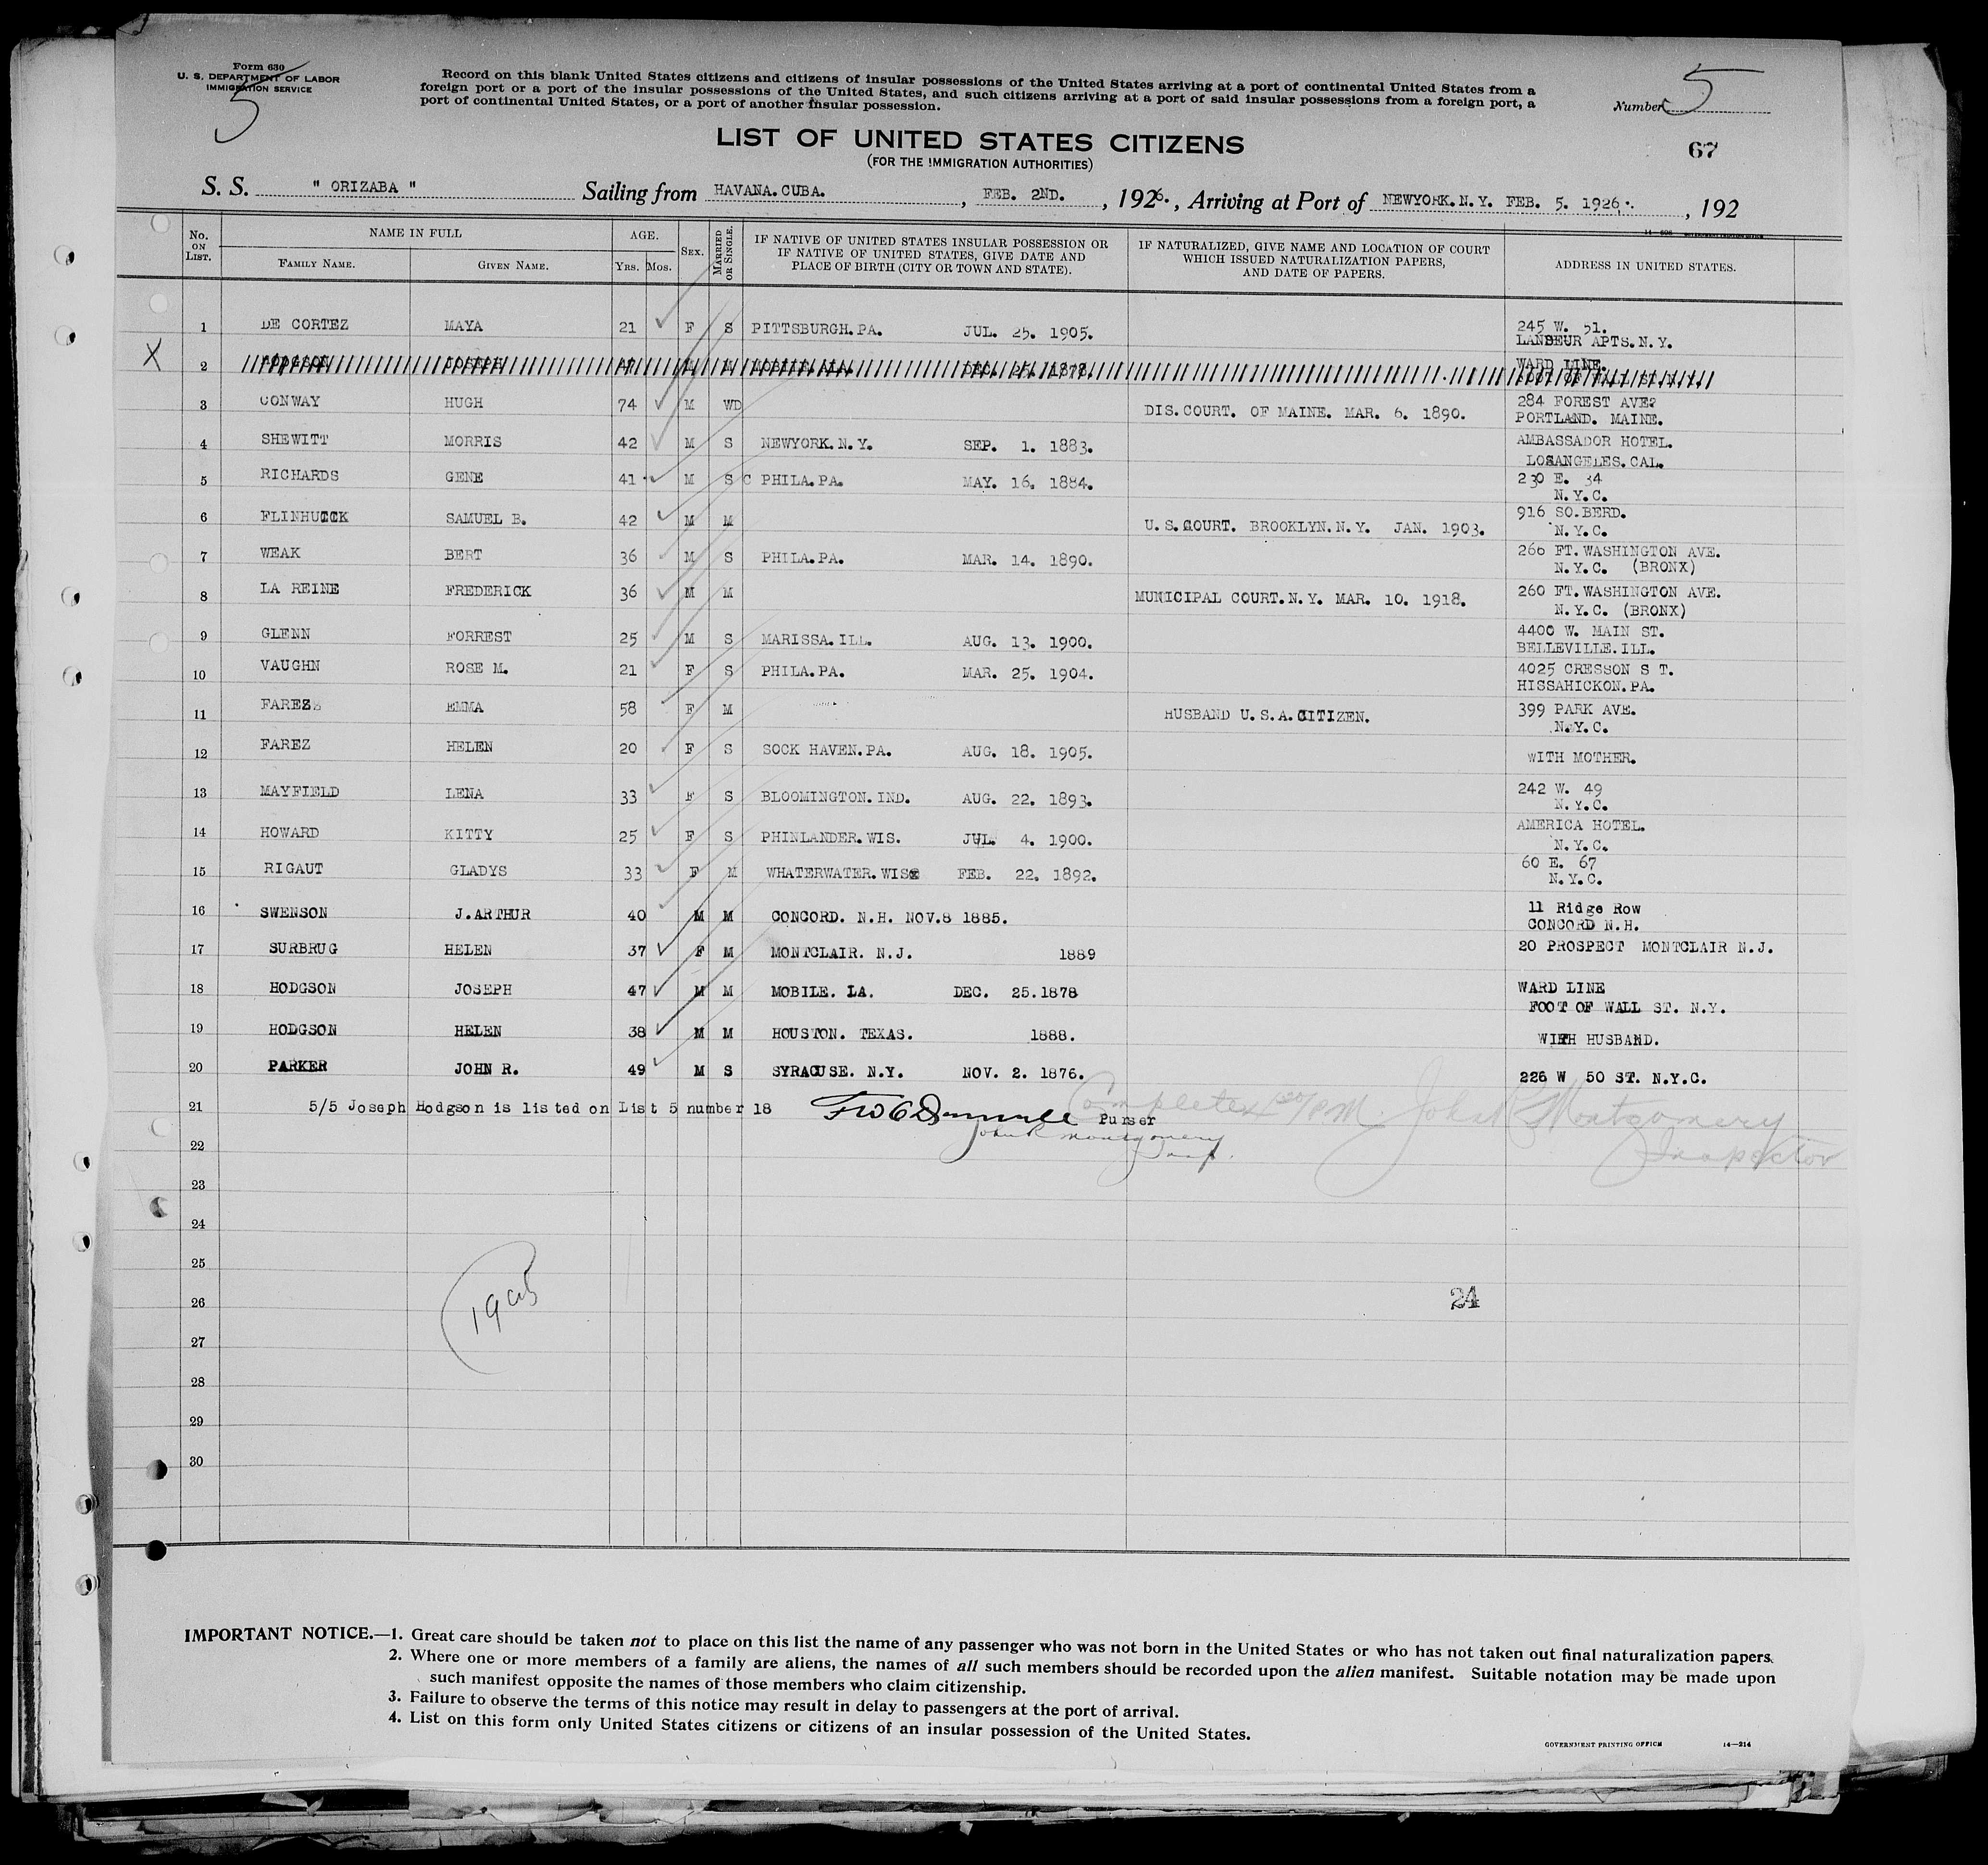 Form 630
U. S. DEPARTMENT OF LABOR
IMMIGRATION SERVICE
5
Record on this blank United States citizens and citizens of insular possessions of the United States arriving at a port of continental United States from a
foreign port or a port of the insular possessions of the United States, and such citizens arriving at a port of said insular possessions from a foreign port, a
port of continental United States, or a port of another insular possession.
Number 5
LIST OF UNITED STATES CITIZENS
(FOR THE IMMIGRATION AUTHORITIES)
67
S. S. " ORIZABA " Sailing from HAVANA. CUBA. , FEB. 2ND. , 1926. , Arriving at Port of NEWYORK. N. Y. FEB. 5. 1926. , 192
No. ON LIST. NAME IN FULL AGE. SEX. MARRIED OR SINGLE. IF NATIVE OF UNITED STATES INSULAR POSSESSION OR IF NATIVE OF UNITED STATES, GIVE DATE AND PLACE OF BIRTH (CITY OR TOWN AND STATE). IF NATURALIZED, GIVE NAME AND LOCATION OF COURT WHICH ISSUED NATURALIZATION PAPERS, AND DATE OF PAPERS. ADDRESS IN UNITED STATES.
FAMILY NAME. GIVEN NAME. YRS. MOS.
1 DE CORTEZ MAYA 21 F S PITTSBURGH. PA. JUL. 25. 1905. 245 W. 51.
LANSEUR APTS. N. Y.
X 2 HODGSON JOSEPH 47 M M MOBILE. ALA. DEC. 25. 1878. WARD LINE.
FOOT OF WALL ST. N. Y.
3 CONWAY HUGH 74 M WD DIS. COURT. OF MAINE. MAR. 6. 1890. 284 FOREST AVE?
PORTLAND. MAINE.
4 SHEWITT MORRIS 42 M S NEWYORK. N. Y. SEP. 1. 1883. AMBASSADOR HOTEL.
LOSANGELES. CAL.
5 RICHARDS GENE 41 M S C PHILA. PA. MAY. 16. 1884. 230 E. 34
N. Y. C.
6 SAMUEL B. 42 M M U. S. COURT. BROOKLYN. N. Y. JAN. 1903. 916 SO. BERD.
N. Y. C.
7 WEAK BERT 36 M S PHILA. PA. MAR. 14. 1890. 266 FT. WASHINGTON AVE.
N. Y. C. (BRONX)
8 LA REINE FREDERICK 36 M M MUNICIPAL COURT. N. Y. MAR. 10. 1918. 260 FT. WASHINGTON AVE.
N. Y. C. (BRONX)
9 GLENN FORREST 25 M S MARISSA. ILL. AUG. 13. 1900. 4400 W. MAIN ST.
BELLEVILLE. ILL.
10 VAUGHN ROSE M. 21 F S PHILA. PA. MAR. 25. 1904. 4025 CRESSON S T.
HISSAHICKON. PA.
11 FAREZ EMMA 58 F M HUSBAND U. S. A. CITIZEN. 399 PARK AVE.
N. Y. C.
12 FAREZ HELEN 20 F S SOCK HAVEN. PA. AUG. 18. 1905. WITH MOTHER.
13 MAYFIELD LENA 33 F S BLOOMINGTON. IND. AUG. 22. 1893. 242 W. 49
N. Y. C.
14 HOWARD KITTY 25 F S PHINLANDER. WIS. JUL. 4. 1900. AMERICA HOTEL.
N. Y. C.
15 RIGAUT GLADYS 33 F M WHATERWATER. WIS FEB. 22. 1892. 60 E. 67
N. Y. C.
16 SWENSON J. ARTHUR 40 M M CONCORD. N. H. NOV. 8 1885. 11 Ridge Row
CONCORD N. H.
17 SURBRUG HELEN 37 F M MONTCLAIR. N. J. 1889 20 PROSPECT MONTCLAIR N. J.
18 HODGSON JOSEPH 47 M M MOBILE. LA. DEC. 25. 1878 WARD LINE
FOOT OF WALL ST. N. Y.
19 HODGSON HELEN 38 M M HOUSTON. TEXAS. 1888. WITH HUSBAND.
20 PARKER JOHN R. 49 M S SYRACUSE. N. Y. NOV. 2. 1876. 226 W 50 ST. N. Y. C.
21 5/5 Joseph Hodgson is listed on List 5 number 18 Purser Completed P M. John R Montgomery
22 John R Montgomery Insp. Inspector
23
24
25
26 24
27
28
29
30
IMPORTANT NOTICE.—1. Great care should be taken not to place on this list the name of any passenger who was not born in the United States or who has not taken out final naturalization papers.
2. Where one or more members of a family are aliens, the names of all such members should be recorded upon the alien manifest. Suitable notation may be made upon
such manifest opposite the names of those members who claim citizenship.
3. Failure to observe the terms of this notice may result in delay to passengers at the port of arrival.
4. List on this form only United States citizens or citizens of an insular possession of the United States.
GOVERNMENT PRINTING OFFICE 14—214